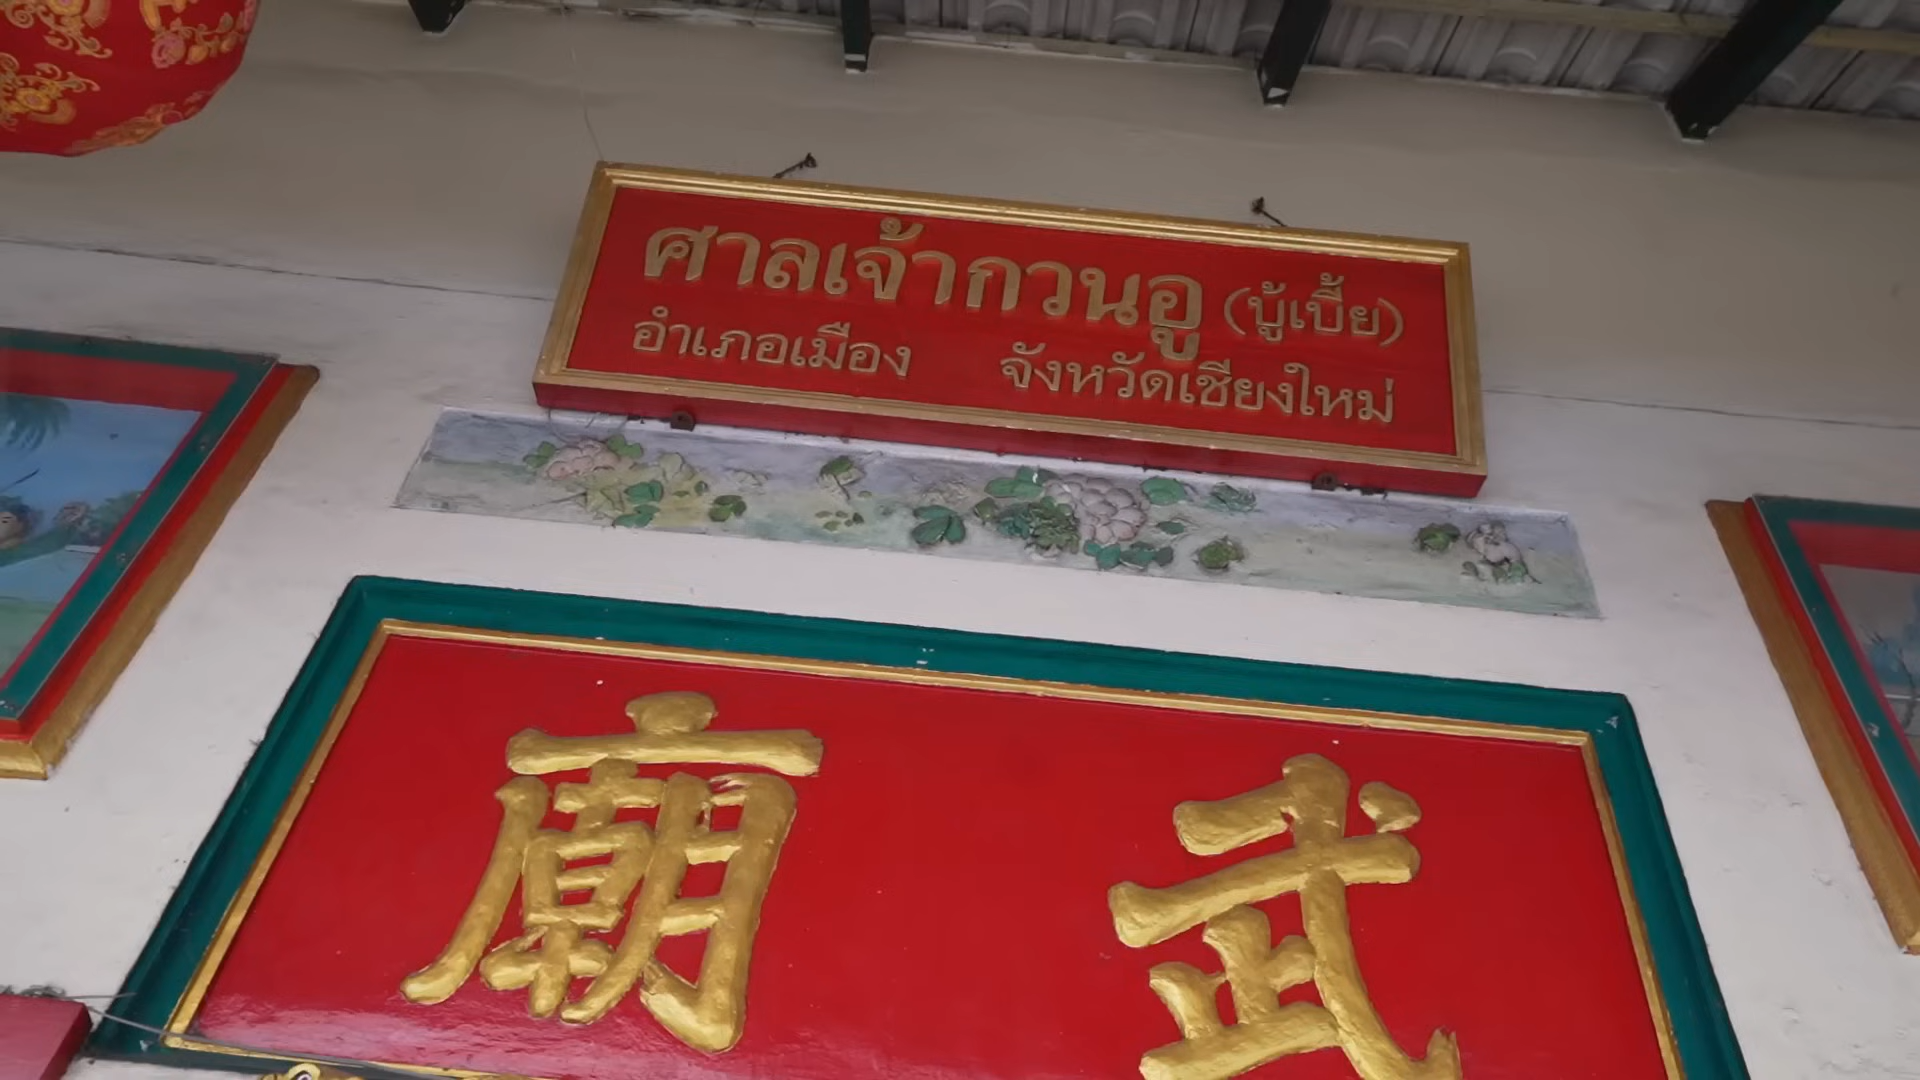 ศาลเจ้ากวนอู (บู้เบี้ย)
อำเภอเมือง จังหวัดเชียงใหม่
廟 武